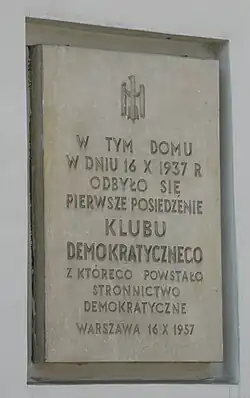 W TYM DOMU
W DNIU 16 X 1937 R
ODBYŁO SIĘ
PIERWSZE POSIEDZENIE
KLUBU
DEMOKRATYCZNEGO
Z KTÓREGO POWSTAŁO
STRONNICTWO
DEMOKRATYCZNE
WARSZAWA 16 X 1957